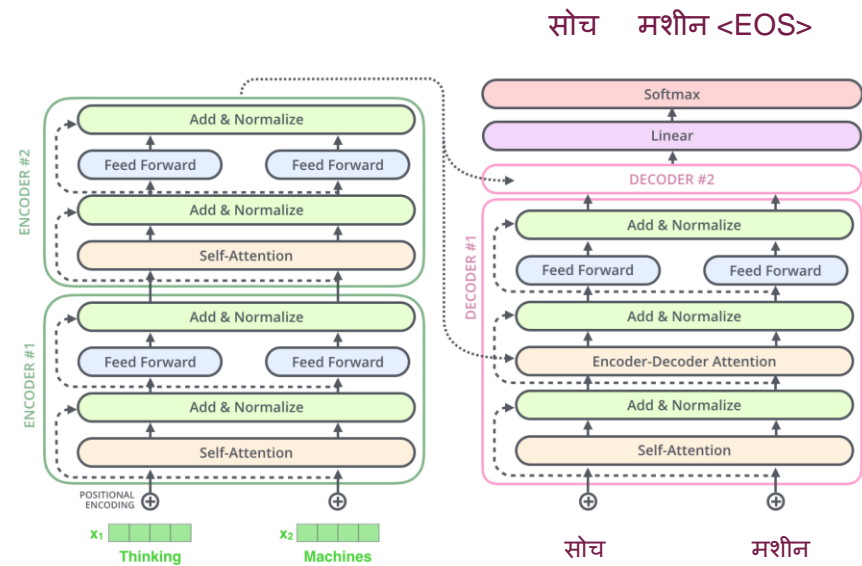 सोच मशीन <EOS>
ENCODER #2
Add & Normalize
Feed Forward Feed Forward
Add & Normalize
Self-Attention
ENCODER #1
Add & Normalize
Feed Forward Feed Forward
Add & Normalize
Self-Attention
POSITIONAL
ENCODING
x1 x2
Thinking Machines
Softmax
Linear
DECODER #2
DECODER #1
Add & Normalize
Feed Forward Feed Forward
Add & Normalize
Encoder-Decoder Attention
Add & Normalize
Self-Attention
सोच मशीन